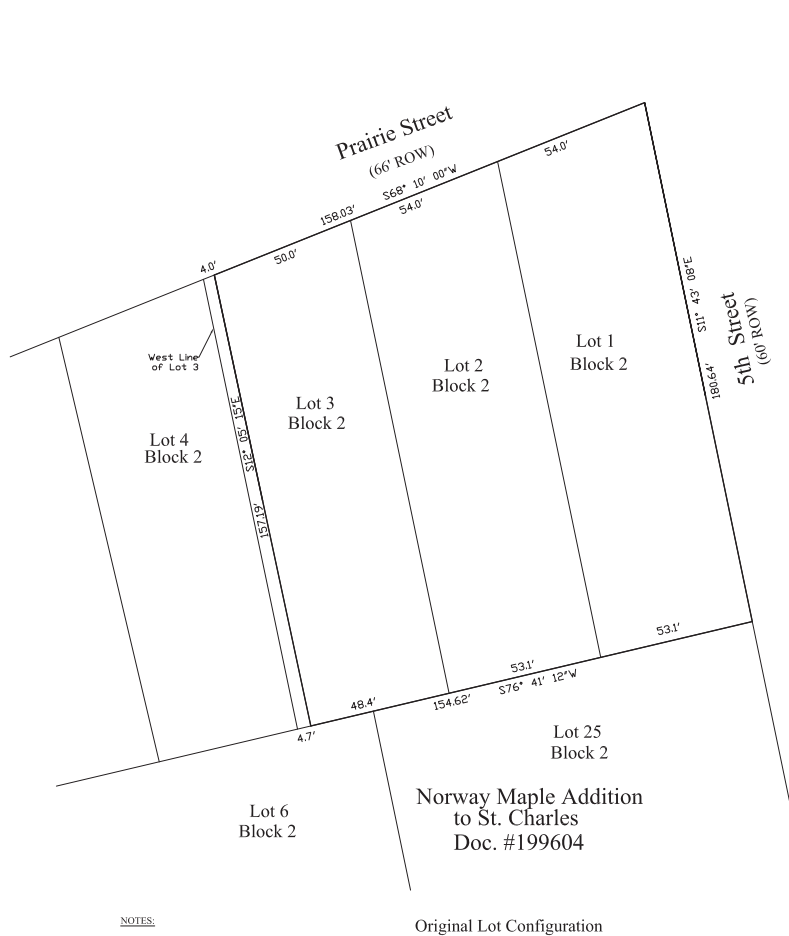 Prairie Street
(66' ROW)
S68° 10' 00"W
54.0'
54.0'
158.03'
50.0'
4.0'
West Line
of Lot 3
S11° 43' 08"E
180.64'
5th Street
(60' ROW)
Lot 1
Block 2
Lot 2
Block 2
Lot 3
Block 2
Lot 4
Block 2
S12° 05' 15"E
157.19'
53.1'
53.1'
S76° 41' 12"W
154.62'
48.4'
4.7'
Lot 25
Block 2
Lot 6
Block 2
Norway Maple Addition
to St. Charles
Doc. #199604
NOTES:
Original Lot Configuration